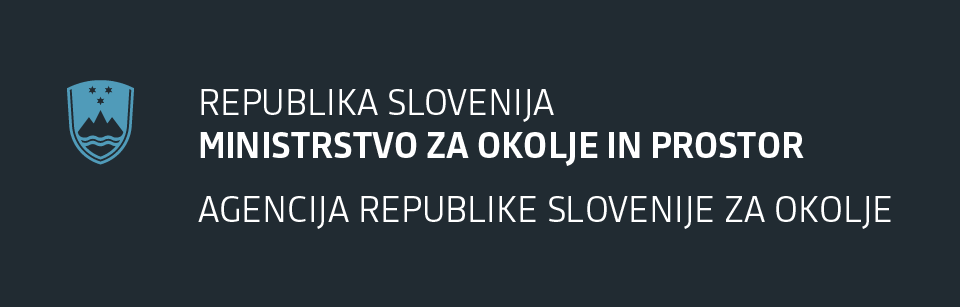 REPUBLIKA SLOVENIJA
MINISTRSTVO ZA OKOLJE IN PROSTOR
AGENCIJA REPUBLIKE SLOVENIJE ZA OKOLJE